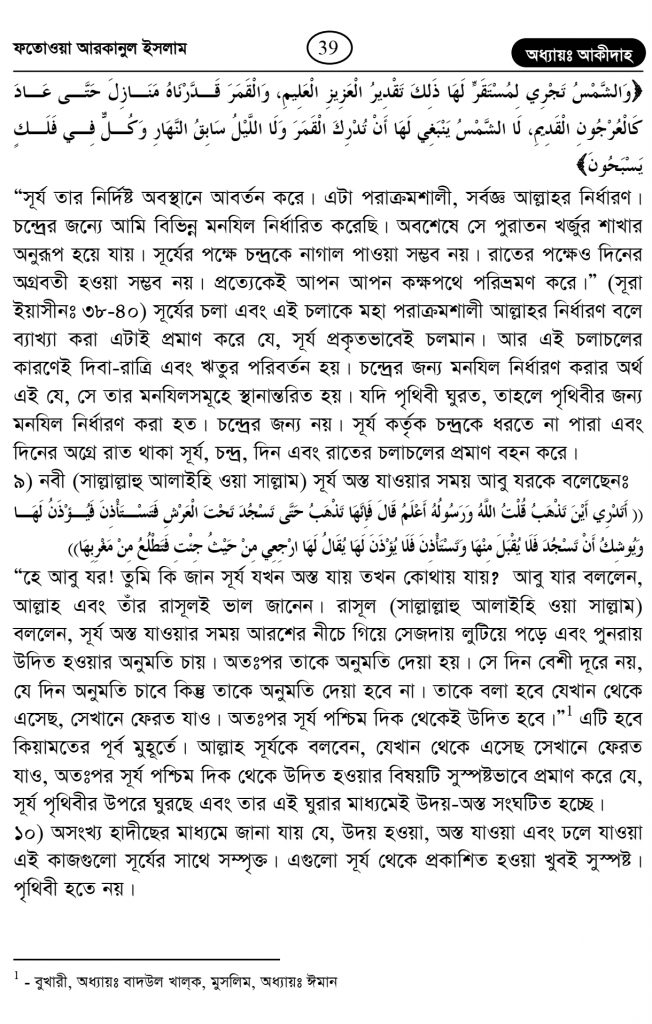 ফতোওয়া আরকানুল ইসলাম
39
অধ্যায়ঃ আকীদাহ
﴿وَالشَّمْسُ تَجْرِي لِمُسْتَقَرٍّ لَهَا ذَلِكَ تَقْدِيرُ الْعَزِيزِ الْعَلِيمِ، وَالْقَمَرَ قَدَّرْنَاهُ مَنَازِلَ حَتَّى عَادَ
كَالْعُرْجُونِ الْقَدِيمِ، لَا الشَّمْسُ يَنْبَغِي لَهَا أَنْ تُدْرِكَ الْقَمَرَ وَلَا اللَّيْلُ سَابِقُ النَّهَارِ وَكُلٌّ فِي فَلَكٍ
يَسْبَحُونَ﴾
“সূর্য তার নির্দিষ্ট অবস্থানে আবর্তন করে। এটা পরাক্রমশালী, সর্বজ্ঞ আল্লাহর নির্ধারণ।
চন্দ্রের জন্যে আমি বিভিন্ন মনযিল নির্ধারিত করেছি। অবশেষে সে পুরাতন খর্জুর শাখার
অনুরূপ হয়ে যায়। সূর্যের পক্ষে চন্দ্রকে নাগাল পাওয়া সম্ভব নয়। রাতের পক্ষেও দিনের
অগ্রবতী হওয়া সম্ভব নয়। প্রত্যেকেই আপন আপন কক্ষপথে পরিভ্রমণ করে।” (সূরা
ইয়াসীনঃ ৩৮-৪০) সূর্যের চলা এবং এই চলাকে মহা পরাক্রমশালী আল্লাহর নির্ধারণ বলে
ব্যাখ্যা করা এটাই প্রমাণ করে যে, সূর্য প্রকৃতভাবেই চলমান। আর এই চলাচলের
কারণেই দিবা-রাত্রি এবং ঋতুর পরিবর্তন হয়। চন্দ্রের জন্য মনযিল নির্ধারণ করার অর্থ
এই যে, সে তার মনযিলসমূহে স্থানান্তরিত হয়। যদি পৃথিবী ঘুরত, তাহলে পৃথিবীর জন্য
মনযিল নির্ধারণ করা হত। চন্দ্রের জন্য নয়। সূর্য কর্তৃক চন্দ্রকে ধরতে না পারা এবং
দিনের অগ্রে রাত থাকা সূর্য, চন্দ্র, দিন এবং রাতের চলাচলের প্রমাণ বহন করে।
৯) নবী (সাল্লাল্লাহু আলাইহি ওয়া সাল্লাম) সূর্য অস্ত যাওয়ার সময় আবু যরকে বলেছেনঃ
(( أَتَدْرِي أَيْنَ تَذْهَبُ قُلْتُ اللَّهُ وَرَسُولُهُ أَعْلَمُ قَالَ فَإِنَّهَا تَذْهَبُ حَتَّى تَسْجُدَ تَحْتَ الْعَرْشِ فَتَسْتَأْذِنَ فَيُؤْذَنُ لَهَا
وَيُوشِكُ أَنْ تَسْجُدَ فَلَا يُقْبَلَ مِنْهَا وَتَسْتَأْذِنَ فَلَا يُؤْذَنَ لَهَا يُقَالُ لَهَا ارْجِعِي مِنْ حَيْثُ جِئْتِ فَتَطْلُعُ مِنْ مَغْرِبِهَا))
“হে আবু যর! তুমি কি জান সূর্য যখন অস্ত যায় তখন কোথায় যায়? আবু যার বললেন,
আল্লাহ এবং তাঁর রাসূলই ভাল জানেন। রাসূল (সাল্লাল্লাহু আলাইহি ওয়া সাল্লাম)
বললেন, সূর্য অস্ত যাওয়ার সময় আরশের নীচে গিয়ে সেজদায় লুটিয়ে পড়ে এবং পুনরায়
উদিত হওয়ার অনুমতি চায়। অতঃপর তাকে অনুমতি দেয়া হয়। সে দিন বেশী দূরে নয়,
যে দিন অনুমতি চাবে কিন্তু তাকে অনুমতি দেয়া হবে না। তাকে বলা হবে যেখান থেকে
এসেছ, সেখানে ফেরত যাও। অতঃপর সূর্য পশ্চিম দিক থেকেই উদিত হবে।”1 এটি হবে
কিয়ামতের পূর্ব মুহূর্তে। আল্লাহ সূর্যকে বলবেন, যেখান থেকে এসেছ সেখানে ফেরত
যাও, অতঃপর সূর্য পশ্চিম দিক থেকে উদিত হওয়ার বিষয়টি সুস্পষ্টভাবে প্রমাণ করে যে,
সূর্য পৃথিবীর উপরে ঘুরছে এবং তার এই ঘুরার মাধ্যমেই উদয়-অস্ত সংঘটিত হচ্ছে।
১০) অসংখ্য হাদীছের মাধ্যমে জানা যায় যে, উদয় হওয়া, অস্ত যাওয়া এবং ঢলে যাওয়া
এই কাজগুলো সূর্যের সাথে সম্পৃক্ত। এগুলো সূর্য থেকে প্রকাশিত হওয়া খুবই সুস্পষ্ট।
পৃথিবী হতে নয়।
1 - বুখারী, অধ্যায়ঃ বাদউল খাল্ক, মুসলিম, অধ্যায়ঃ ঈমান